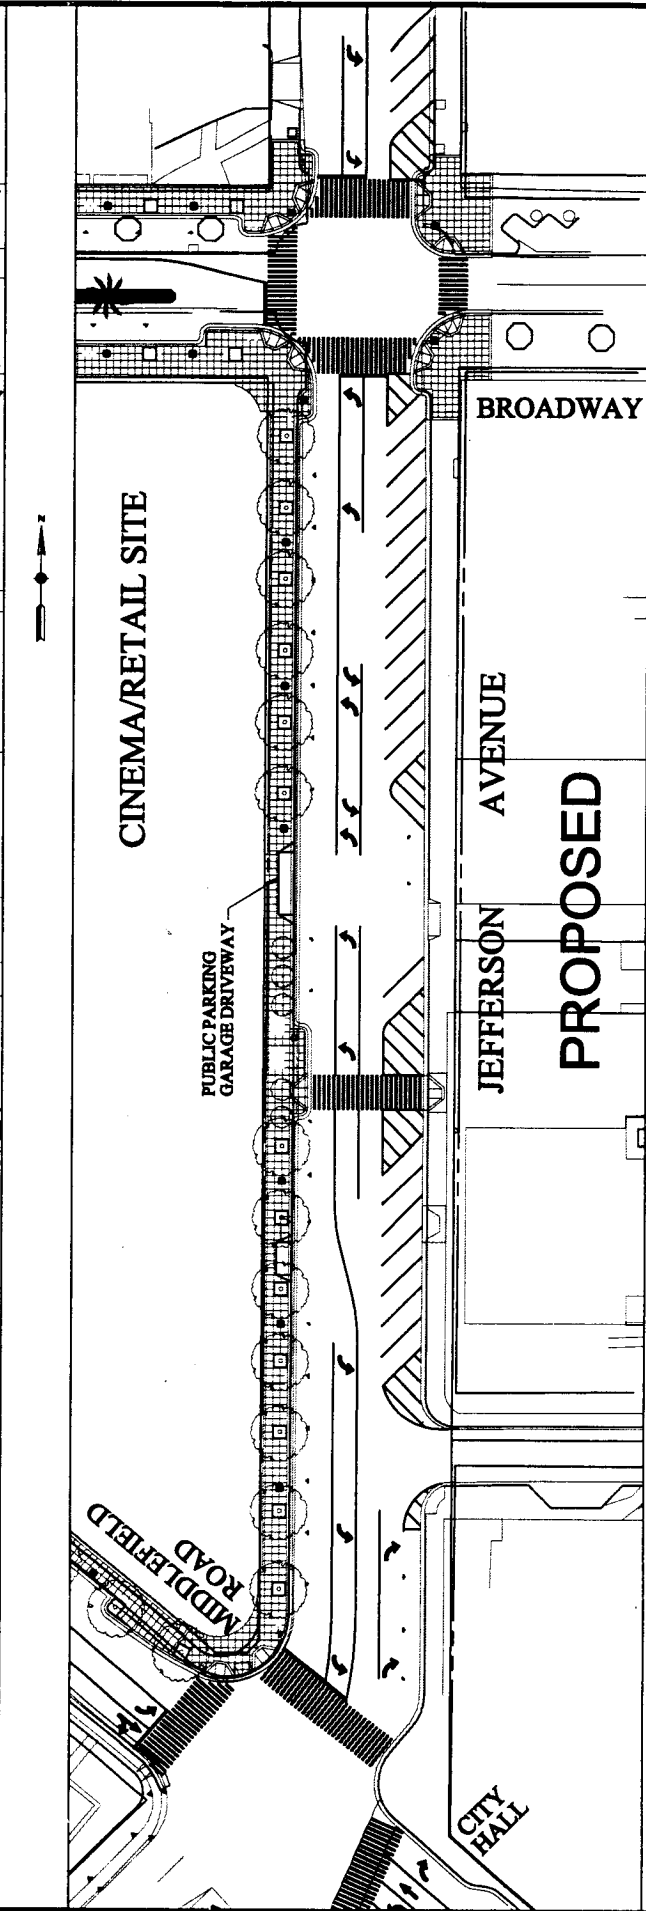 BROADWAY
CINEMA/RETAIL SITE
AVENUE
PROPOSED
PUBLIC PARKING
GARAGE DRIVEWAY
JEFFERSON
MIDDLEFIELD
ROAD
CITY
HALL